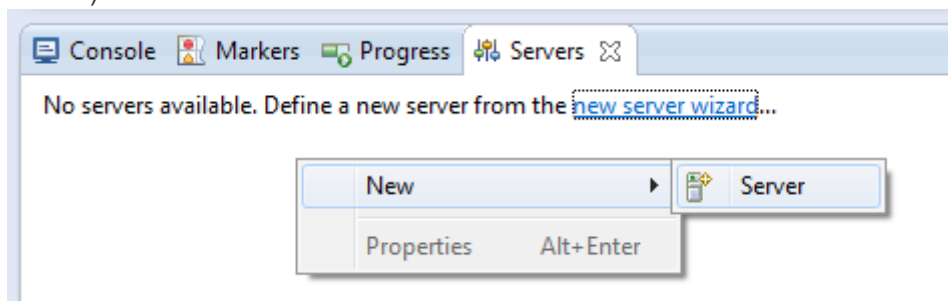 Console Markers Progress Servers
No servers available. Define a new server from the new server wizard...
New Server
Properties Alt+Enter